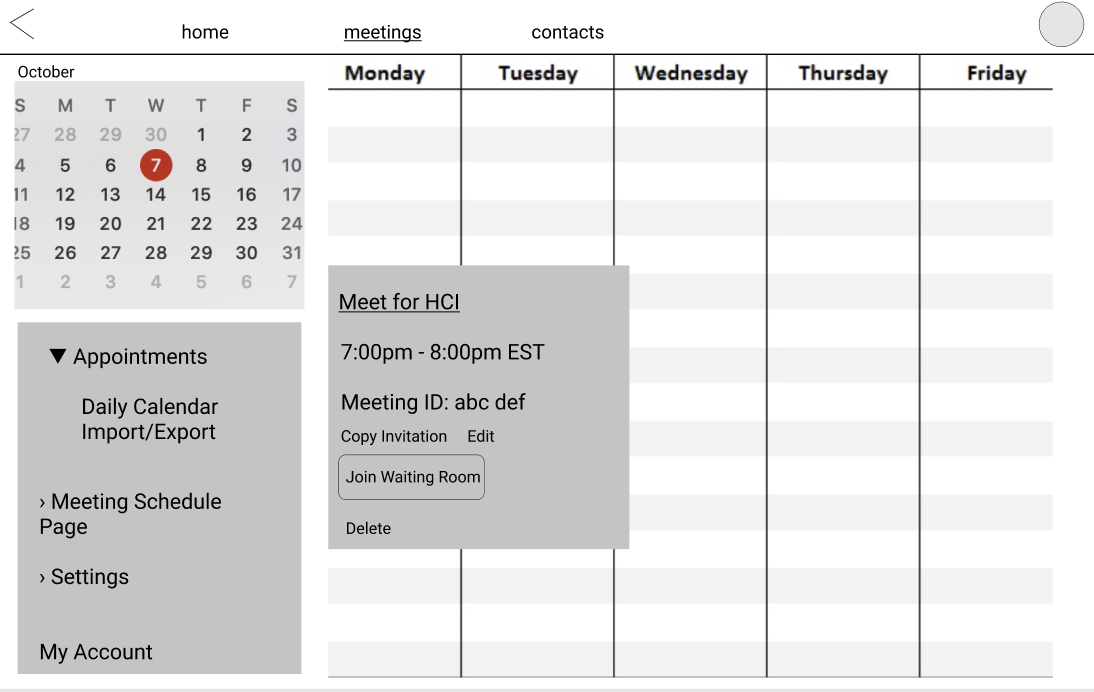 home meetings contacts
October
S M T W T F S
27 28 29 30 1 2 3
4 5 6 7 8 9 10
11 12 13 14 15 16 17
18 19 20 21 22 23 24
25 26 27 28 29 30 31
1 2 3 4 5 6 7
▼ Appointments
Daily Calendar
Import/Export
› Meeting Schedule
Page
› Settings
My Account
Monday Tuesday Wednesday Thursday Friday
Meet for HCI
7:00pm - 8:00pm EST
Meeting ID: abc def
Copy Invitation Edit
Join Waiting Room
Delete